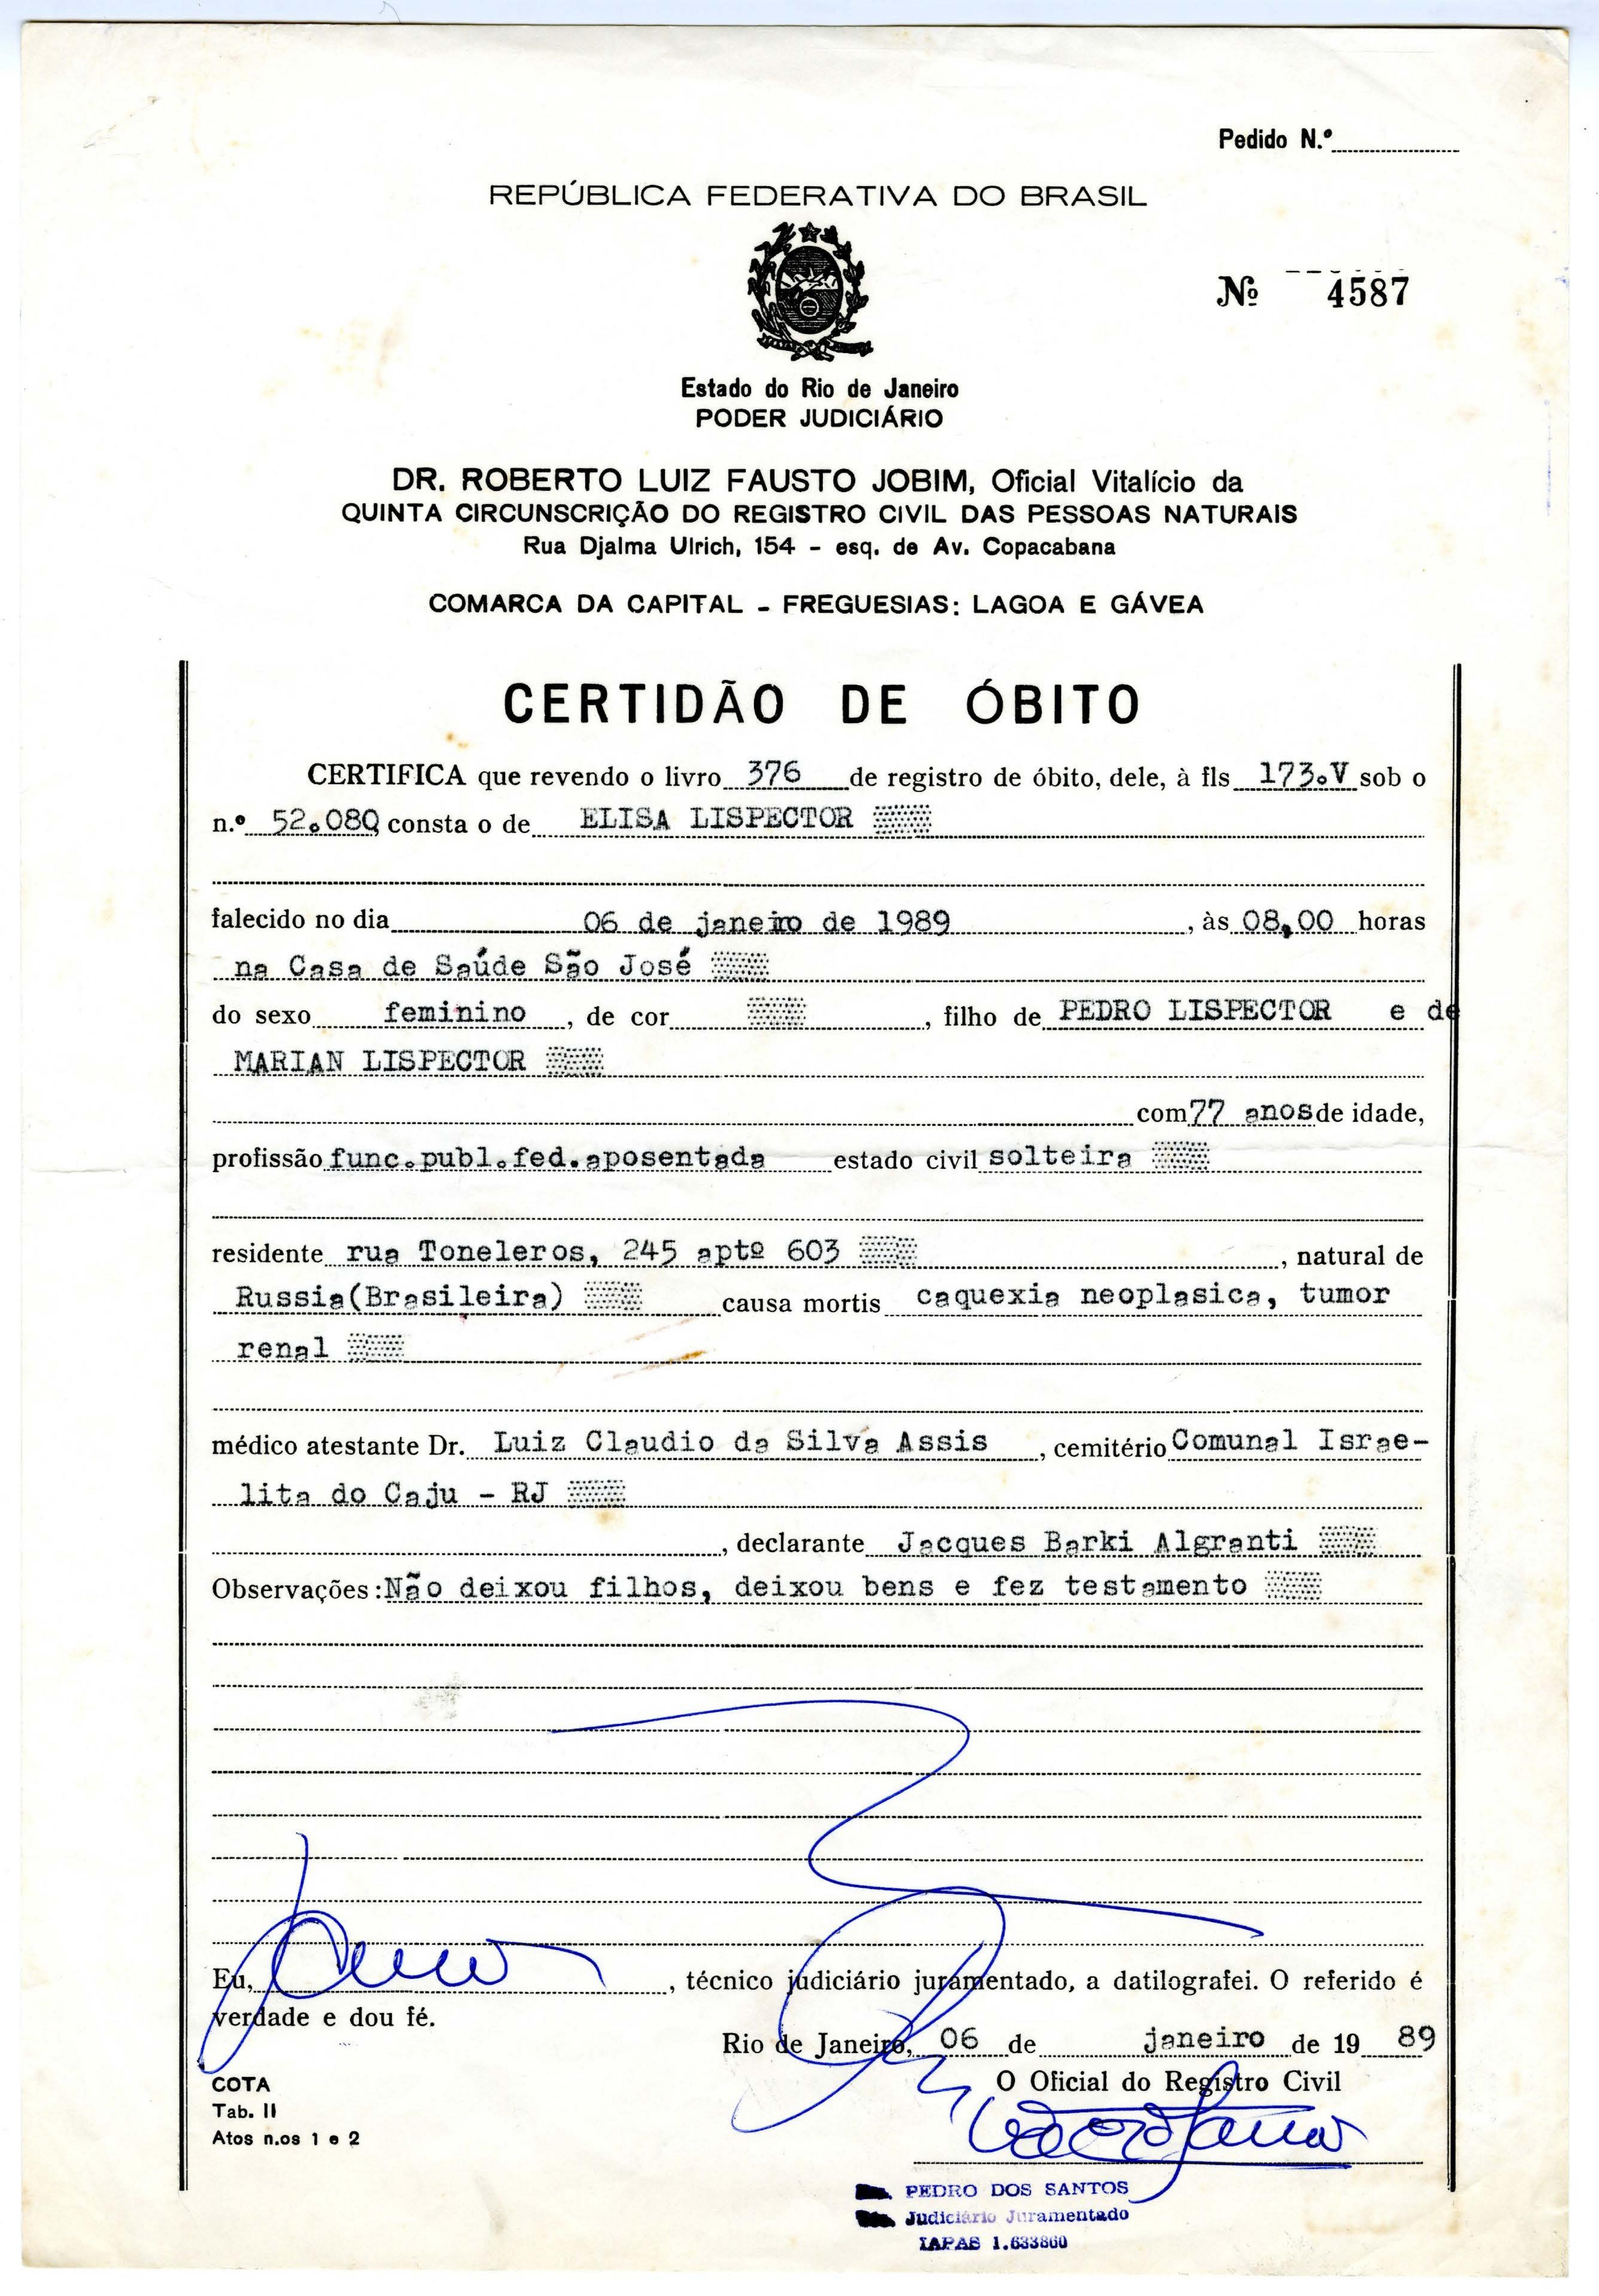 Pedido N.º
REPÚBLICA FEDERATIVA DO BRASIL
Nº 4587
Estado do Rio de Janeiro
PODER JUDICIÁRIO
DR. ROBERTO LUIZ FAUSTO JOBIM, Oficial Vitalício da
QUINTA CIRCUNSCRIÇÃO DO REGISTRO CIVIL DAS PESSOAS NATURAIS
Rua Djalma Ulrich, 154 - esq. de Av. Copacabana
COMARCA DA CAPITAL - FREGUESIAS: LAGOA E GÁVEA
CERTIDÃO DE ÓBITO
CERTIFICA que revendo o livro 376 de registro de óbito, dele, à fls 173.V sob o
n.º 52.080 consta o de ELISA LISPECTOR
falecido no dia 06 de janeiro de 1989, às 08,00 horas
na Casa de Saúde São José
do sexo feminino, de cor, filho de PEDRO LISPECTOR e de
MARIAN LISPECTOR
com 77 anos de idade,
profissão func.publ.fed.aposentada estado civil solteira
residente rua Toneleros, 245 aptº 603, natural de
Russia(Brasileira) causa mortis caquexia neoplasica, tumor
renal
médico atestante Dr. Luiz Claudio da Silva Assis, cemitério Comunal Israe-
lita do Caju - RJ
, declarante Jacques Barki Algranti
Observações: Não deixou filhos, deixou bens e fez testamento
Eu, , técnico judiciário juramentado, a datilografei. O referido é
verdade e dou fé.
Rio de Janeiro, 06 de janeiro de 19 89
O Oficial do Registro Civil
COTA
Tab. II
Atos n.os 1 e 2
PEDRO DOS SANTOS
Judiciário Juramentado
IAPAS 1.633860